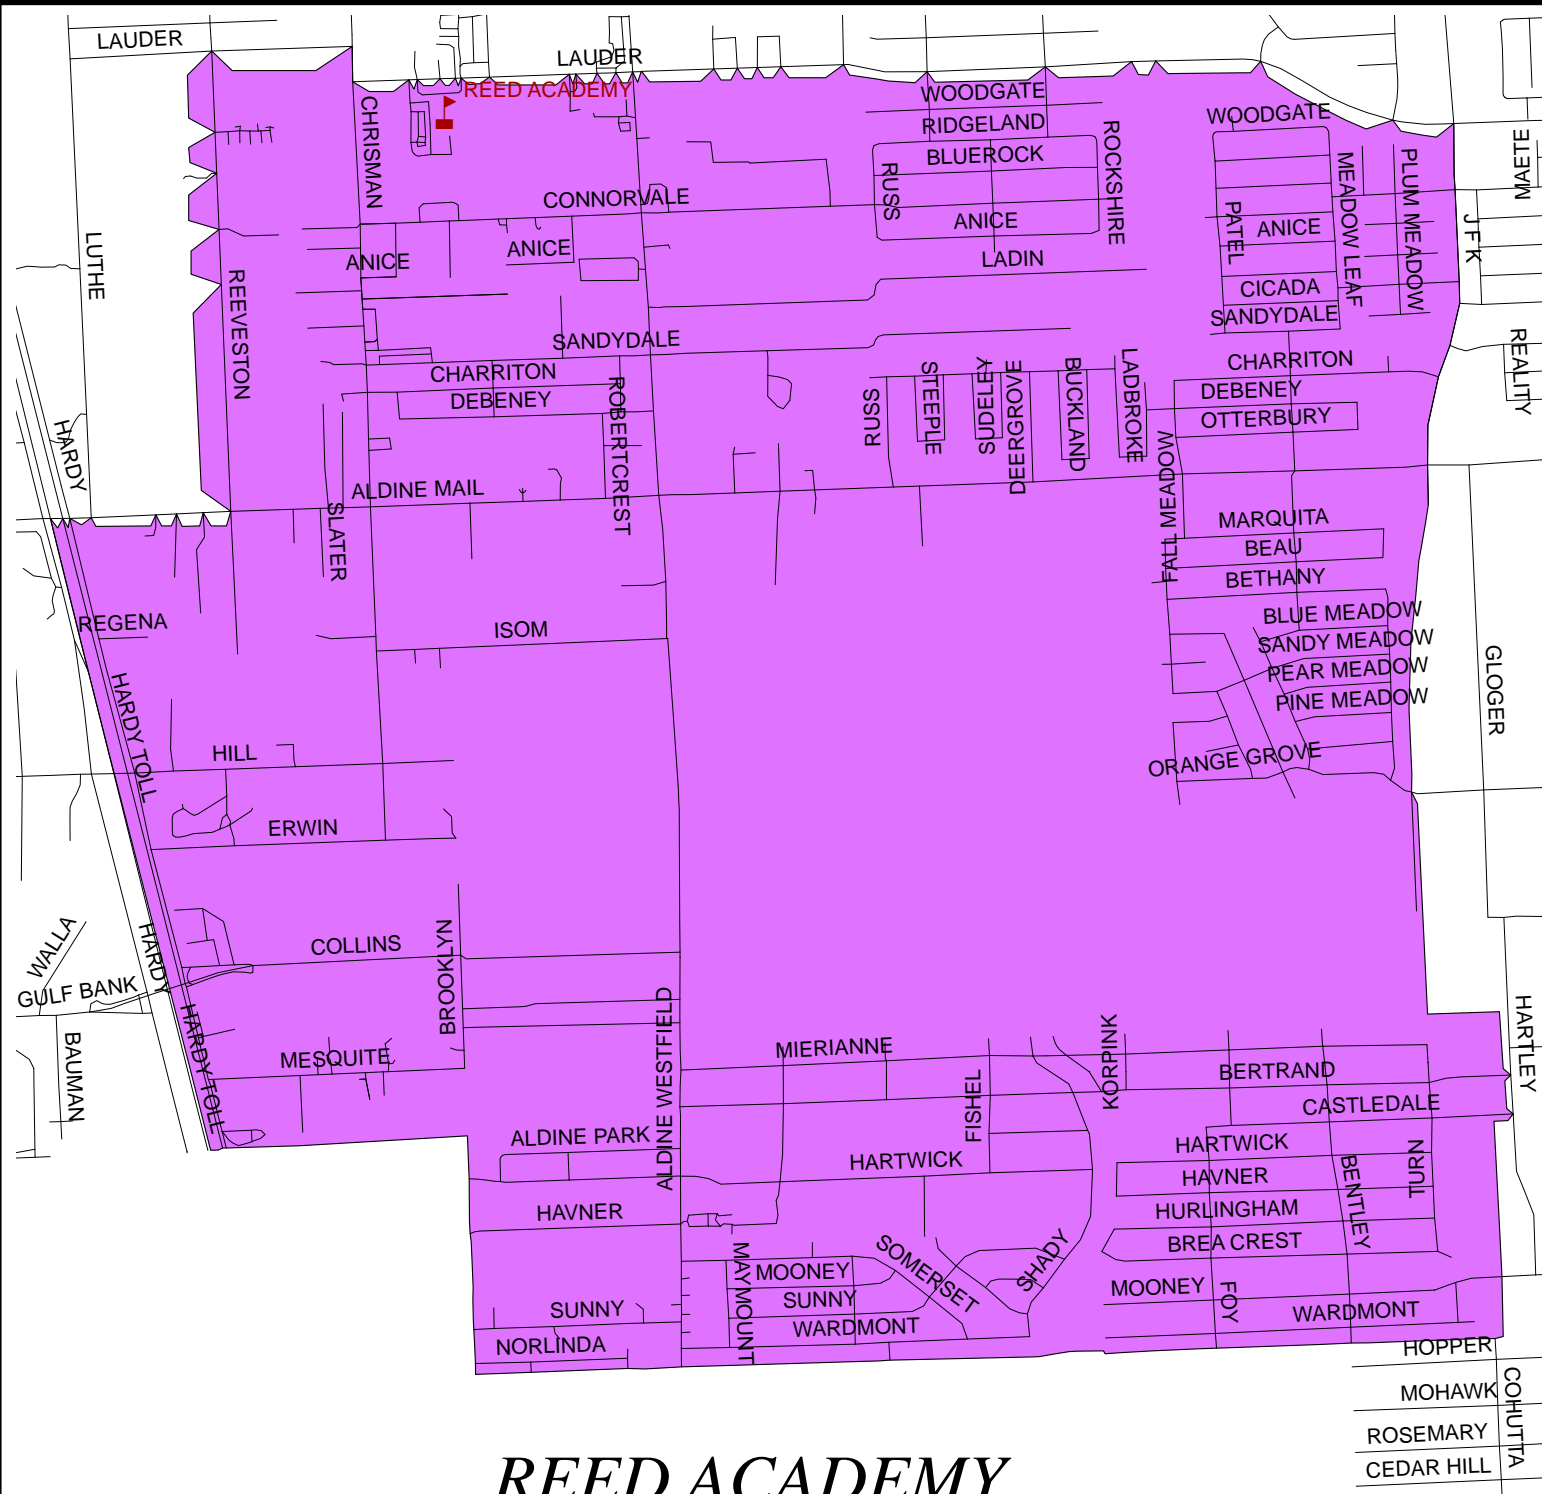 LAUDER
LAUDER
REED ACADEMY
WOODGATE
WOODGATE
RIDGELAND
BLUEROCK
CHRISMAN
ROCKSHIRE
MATE
MEADOW LEAF
PLUM MEADOW
RUSS
CONNORVALE
ANICE
PATEL
ANICE
J F K
LUTHE
ANICE
ANICE
LADIN
REEVESTON
CICADA
SANDYDALE
SANDYDALE
REALITY
CHARRITON
CHARRITON
DEBENEY
DEBENEY
ROBERTCREST
RUSS
STEEPLE
SUDELEY
DEERGROVE
BUCKLAND
LADBROKE
OTTERBURY
HARDY
ALDINE MAIL
SLATER
FALL MEADOW
MARQUITA
BEAU
BETHANY
BLUE MEADOW
REGENA
ISOM
SANDY MEADOW
PEAR MEADOW
PINE MEADOW
GLOGER
HARDY TOLL
HILL
ORANGE GROVE
ERWIN
WALLA
HARDY
COLLINS
BROOKLYN
GULF BANK
HARDY TOLL
BAUMAN
MESQUITE
ALDINE WESTFIELD
MIERIANNE
FISHEL
KORPINK
BERTRAND
HARTLEY
CASTLEDALE
ALDINE PARK
HARTWICK
HARTWICK
BENTLEY
TURN
HAVNER
HAVNER
HURLINGHAM
BREA CREST
MAYMOUNT
MOONEY
SOMERSET
SHADY
MOONEY
FOY
SUNNY
SUNNY
WARDMONT
WARDMONT
NORLINDA
HOPPER
MOHAWK
COHUTTA
ROSEMARY
CEDAR HILL
REED ACADEMY